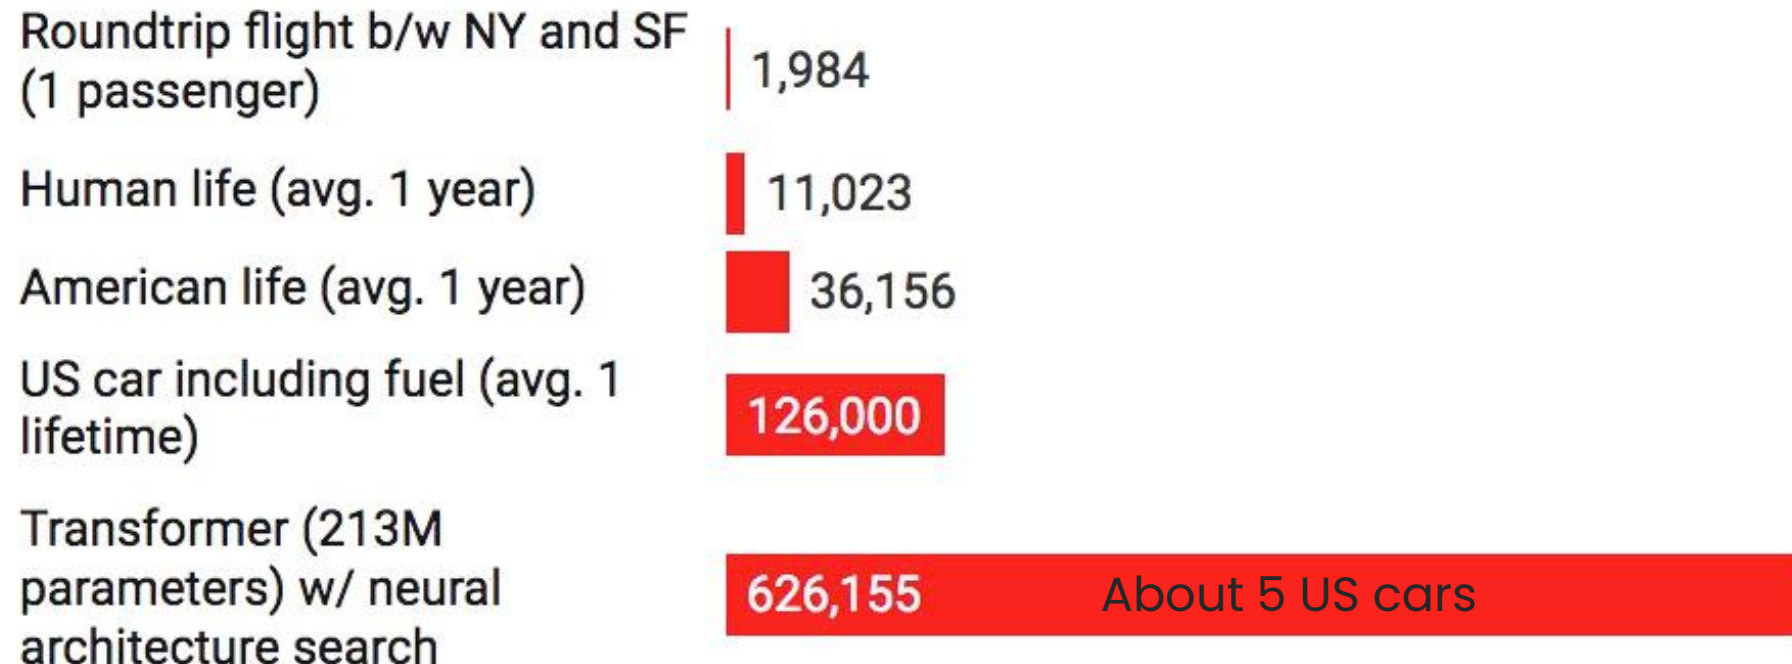 Roundtrip flight b/w NY and SF
(1 passenger)
1,984
Human life (avg. 1 year)
11,023
American life (avg. 1 year)
36,156
US car including fuel (avg. 1
lifetime)
126,000
Transformer (213M
parameters) w/ neural
architecture search
626,155
About 5 US cars